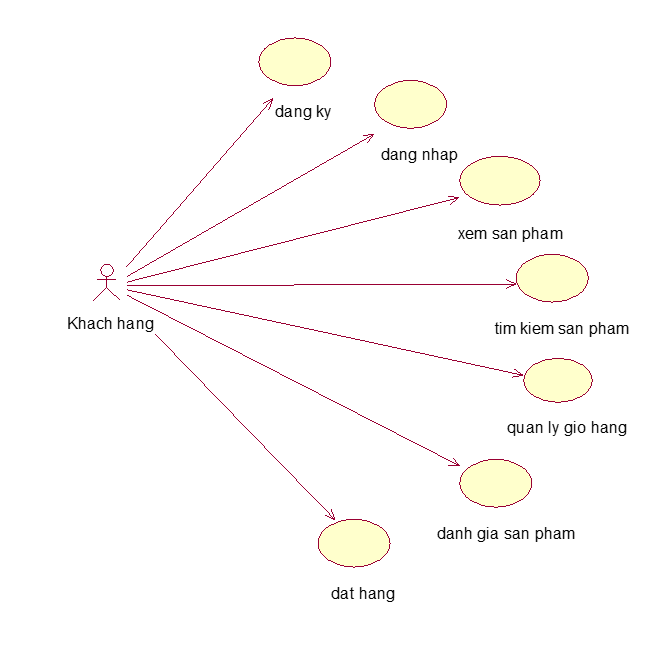 dang ky
dang nhap
xem san pham
tim kiem san pham
Khach hang
quan ly gio hang
danh gia san pham
dat hang